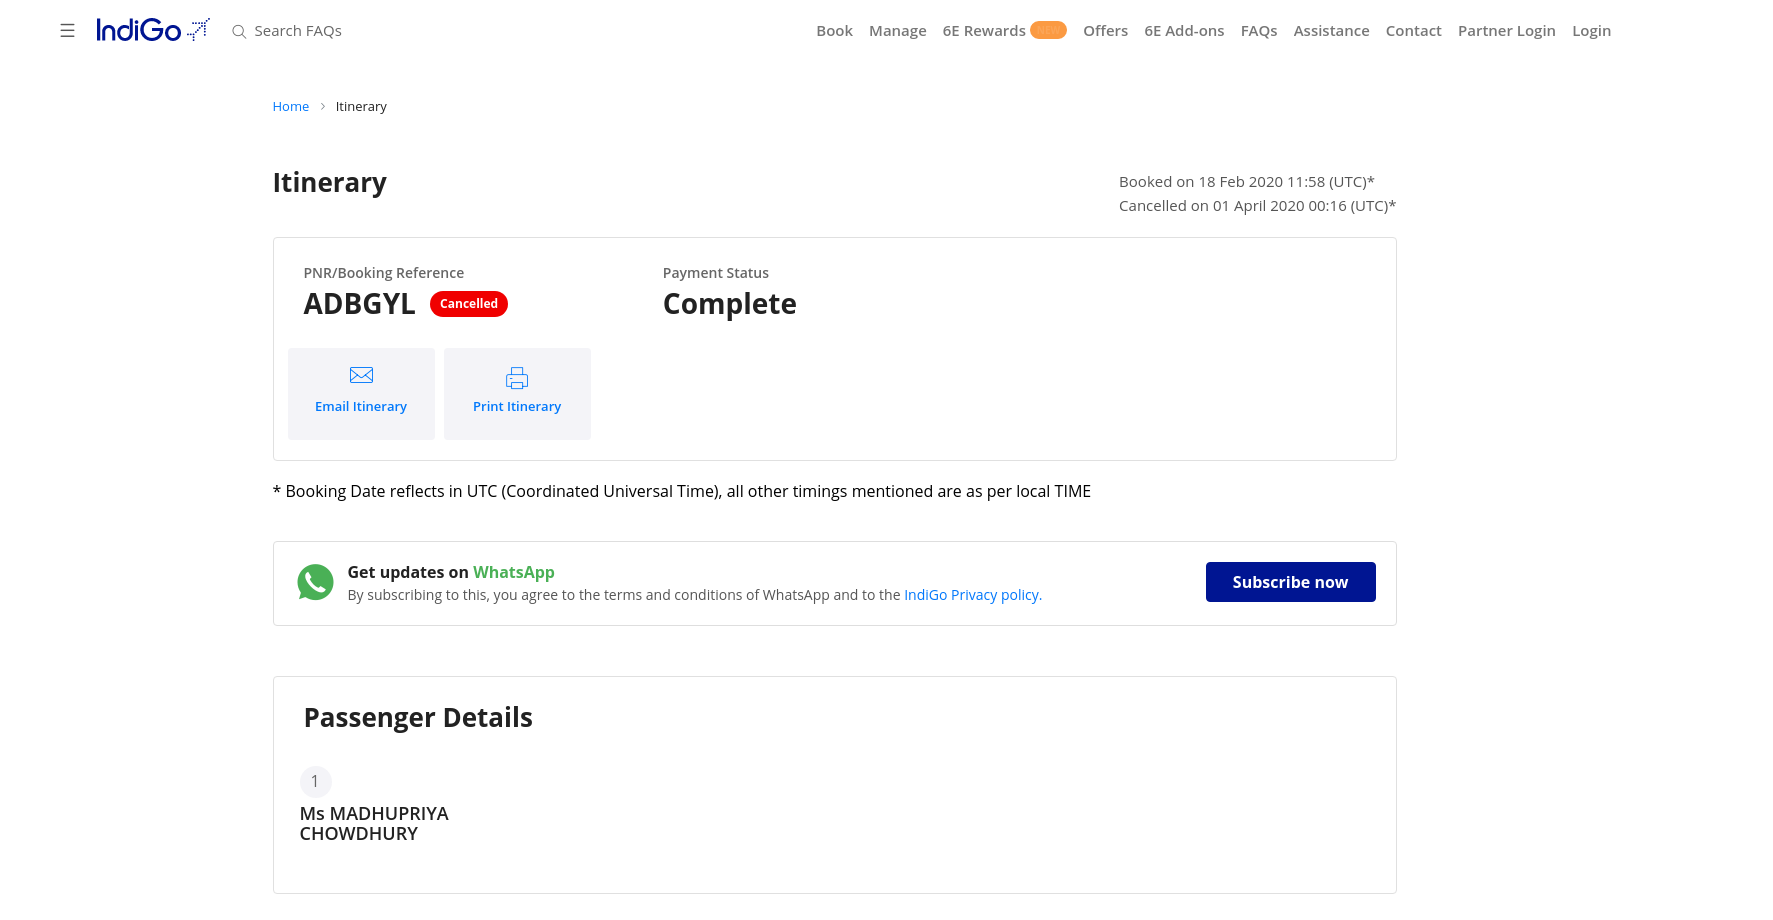 IndiGo
Search FAQs
Book Manage 6E Rewards NEW Offers 6E Add-ons FAQs Assistance Contact Partner Login Login
Home > Itinerary
Itinerary
Booked on 18 Feb 2020 11:58 (UTC)*
Cancelled on 01 April 2020 00:16 (UTC)*
PNR/Booking Reference
ADBGYL Cancelled
Payment Status
Complete
Email Itinerary
Print Itinerary
* Booking Date reflects in UTC (Coordinated Universal Time), all other timings mentioned are as per local TIME
Get updates on WhatsApp
By subscribing to this, you agree to the terms and conditions of WhatsApp and to the IndiGo Privacy policy.
Subscribe now
Passenger Details
1
Ms MADHUPRIYA
CHOWDHURY